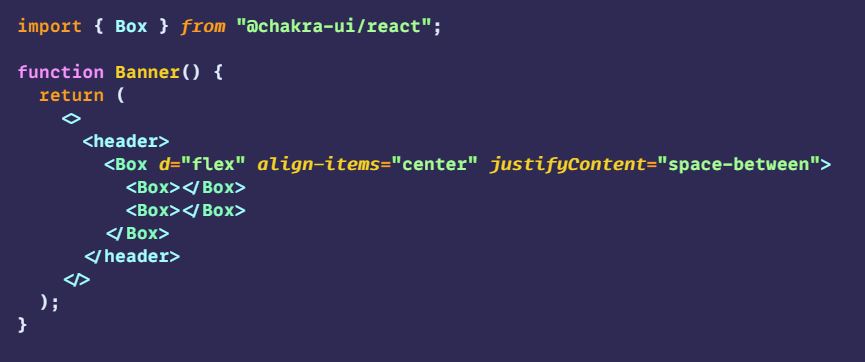 import { Box } from "@chakra-ui/react";

function Banner() {
  return (
    <>
      <header>
        <Box d="flex" align-items="center" justifyContent="space-between">
          <Box></Box>
          <Box></Box>
        </Box>
      </header>
    </>
  );
}